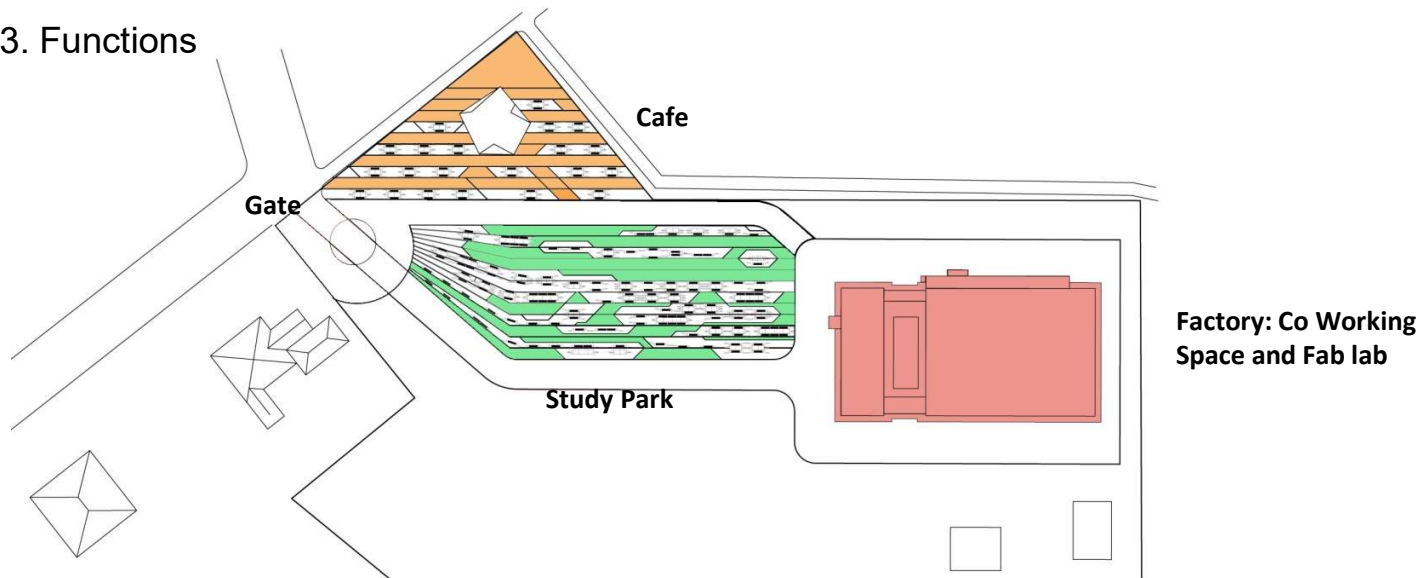 3. Functions
Cafe
Gate
Factory: Co Working
Space and Fab lab
Study Park